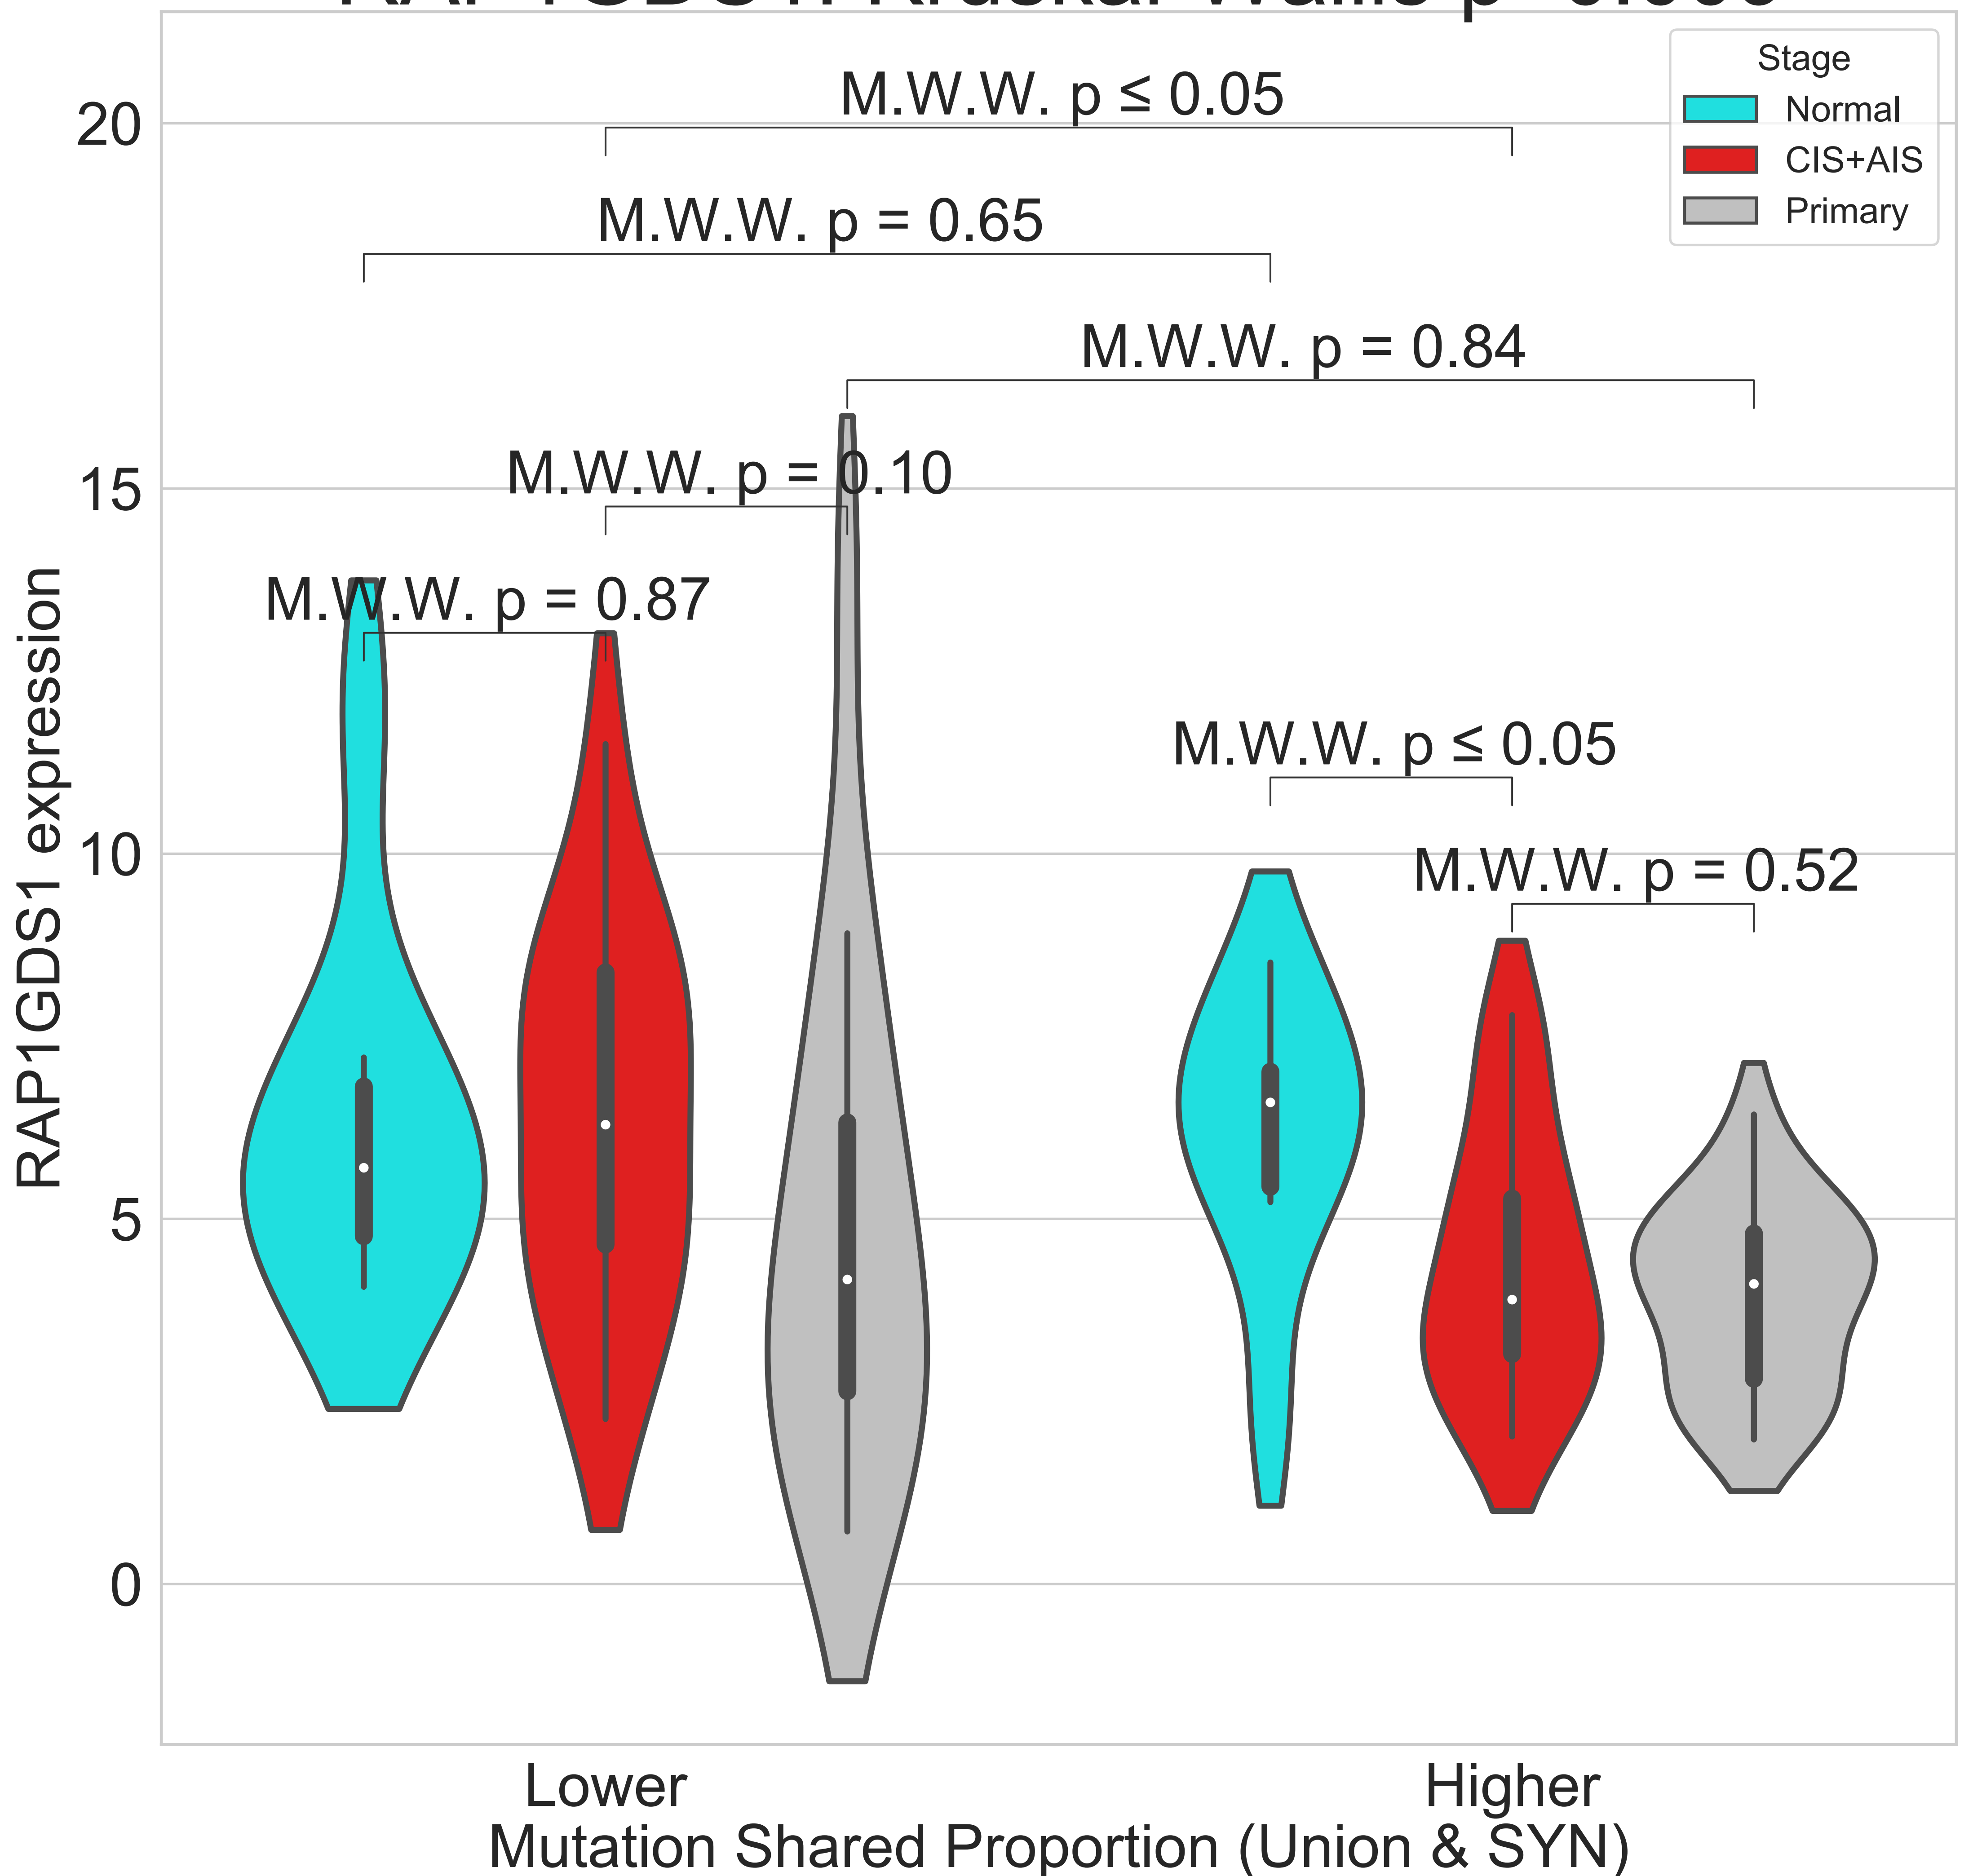 Stage
Normal
CIS+AIS
Primary
M.W.W. p ≤ 0.05
M.W.W. p = 0.65
M.W.W. p = 0.84
M.W.W. p = 0.10
M.W.W. p = 0.87
M.W.W. p ≤ 0.05
M.W.W. p = 0.52
20
15
10
5
0
RAP1GDS1 expression
Lower
Higher
Mutation Shared Proportion (Union & SYN)